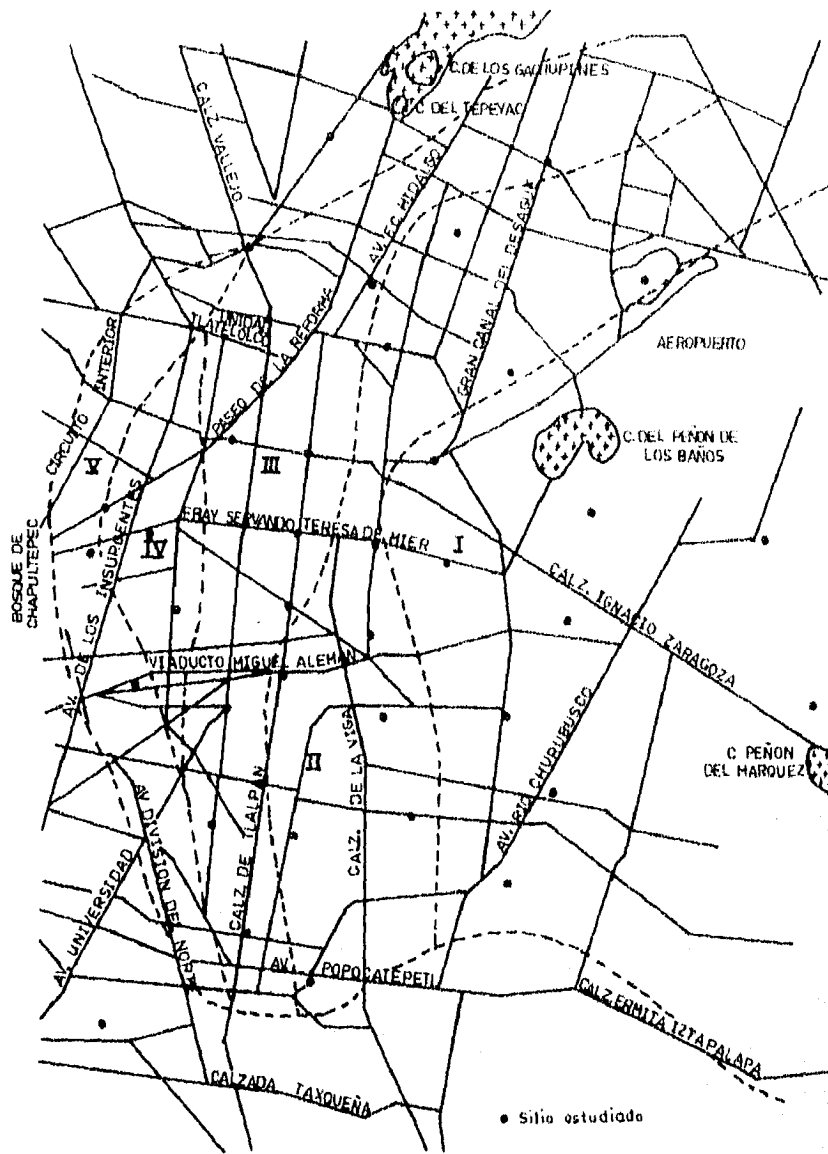 C. DE LOS GACHUPINES
C. DEL TEPEYAC
CALZ. VALLEJO
AV. F.C. HIDALGO
GRAN CANAL DEL DESAGUE
UNIDAD
TLATELOLCO
PASEO DE LA REFORMA
AEROPUERTO
CIRCUITO INTERIOR
C. DEL PEÑON DE
LOS BAÑOS
V
III
FRAY SERVANDO TERESA DE MIER
I
IV
BOSQUE DE
CHAPULTEPEC
AV. DE LOS INSURGENTES
CALZ. IGNACIO ZARAGOZA
VIADUCTO MIGUEL ALEMAN
C PEÑON
DEL MARQUEZ
II
CALZ. DE LA VIGA
AV. RIO CHURUBUSCO
CALZ. DE TLALPAN
AV. DIVISION DEL NORTE
AV. UNIVERSIDAD
AV. POPOCATEPETL
CALZ. ERMITA IZTAPALAPA
CALZADA TAXQUEÑA
Sitio estudiado